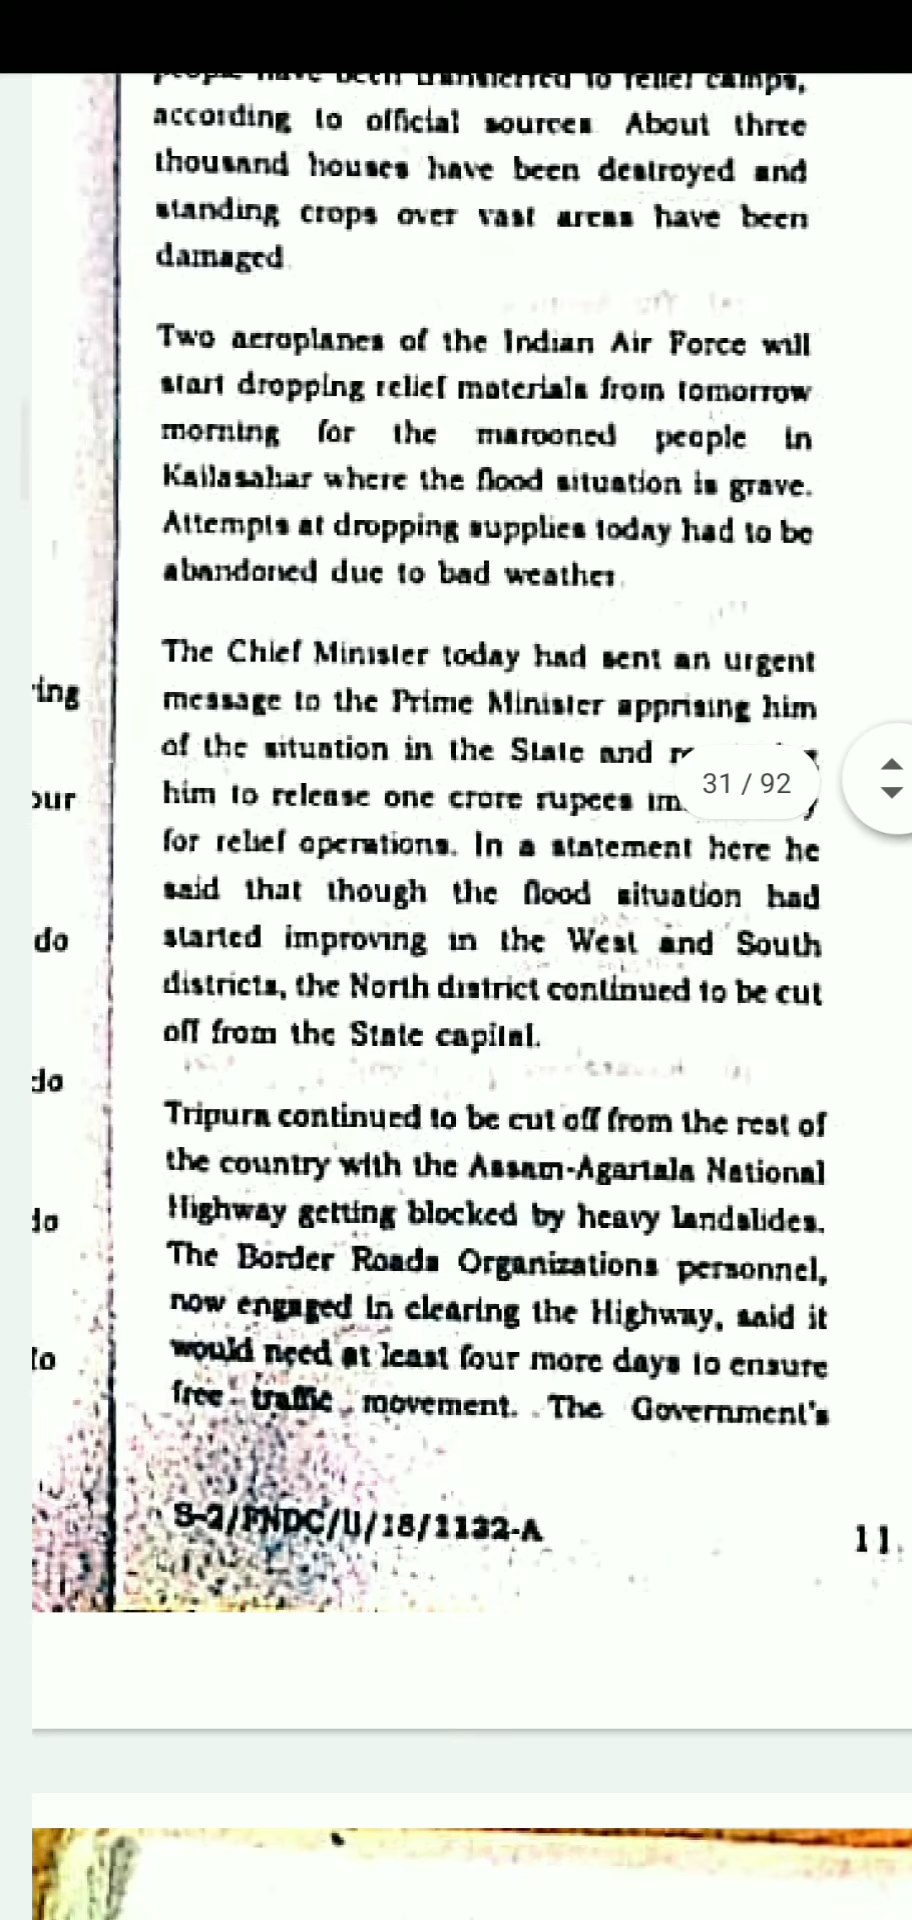 people have been transferred to relief camps,
according to official sources About three
thousand houses have been destroyed and
standing crops over vast areas have been
damaged.
Two aeroplanes of the Indian Air Force will
start dropping relief materials from tomorrow
morning for the marooned people in
Kailasahar where the flood situation is grave.
Attempts at dropping supplies today had to be
abandoned due to bad weather.
The Chief Minister today had sent an urgent
ring
message to the Prime Minister apprising him
of the situation in the State and
31 / 92
our
him to release one crore rupees
for relief operations. In a statement here he
said that though the flood situation had
do
started improving in the West and South
districts, the North district continued to be cut
off from the State capital.
do
Tripura continued to be cut off from the rest of
the country with the Assam-Agartala National
do
Highway getting blocked by heavy landslides.
The Border Roads Organizations personnel,
now engaged in clearing the Highway, said it
to
would need at least four more days to ensure
free traffic movement. The Government's
S-2/FNDC/U/18/1132-A
11.